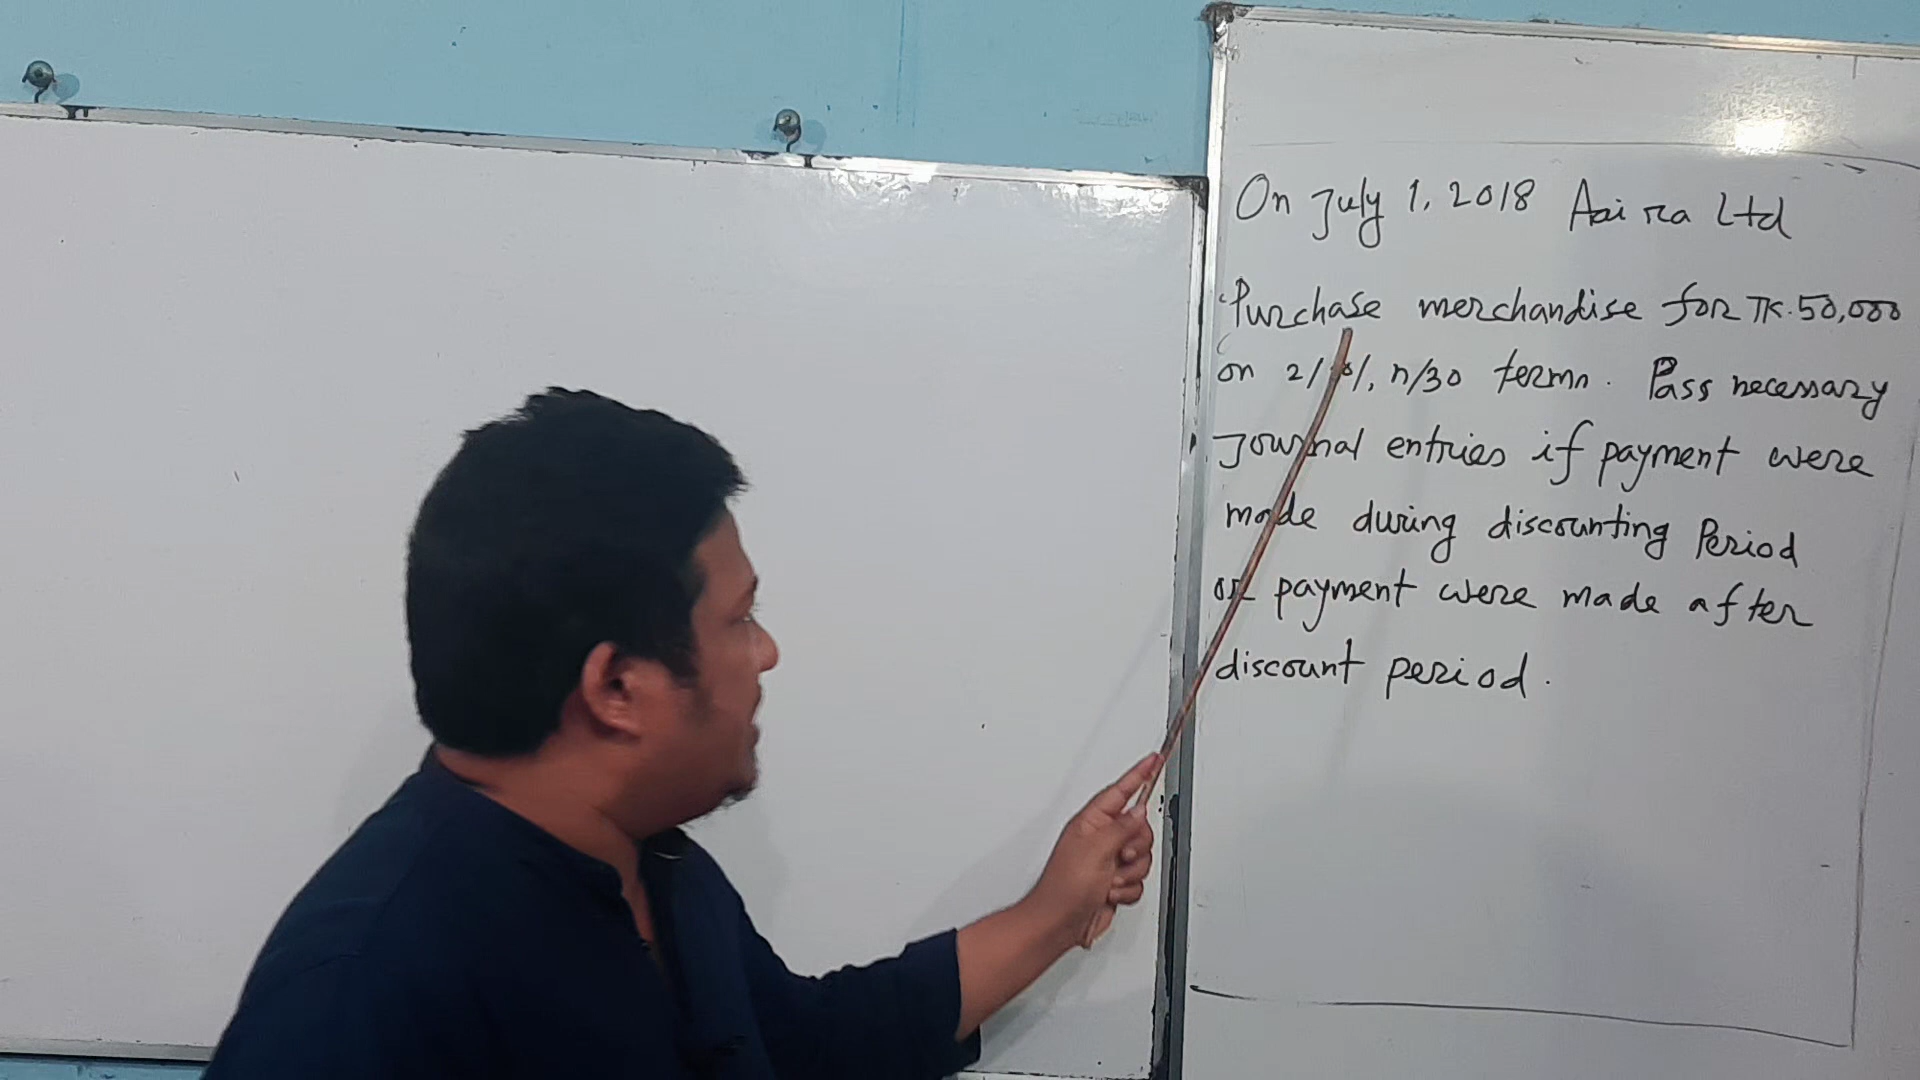 On July 1, 2018 Aaira Ltd
Purchase merchandise for TK. 50,000
on 2/10, n/30 terms. Pass necessary
Journal entries if payment were
made during discounting Period
or payment were made after
discount period.